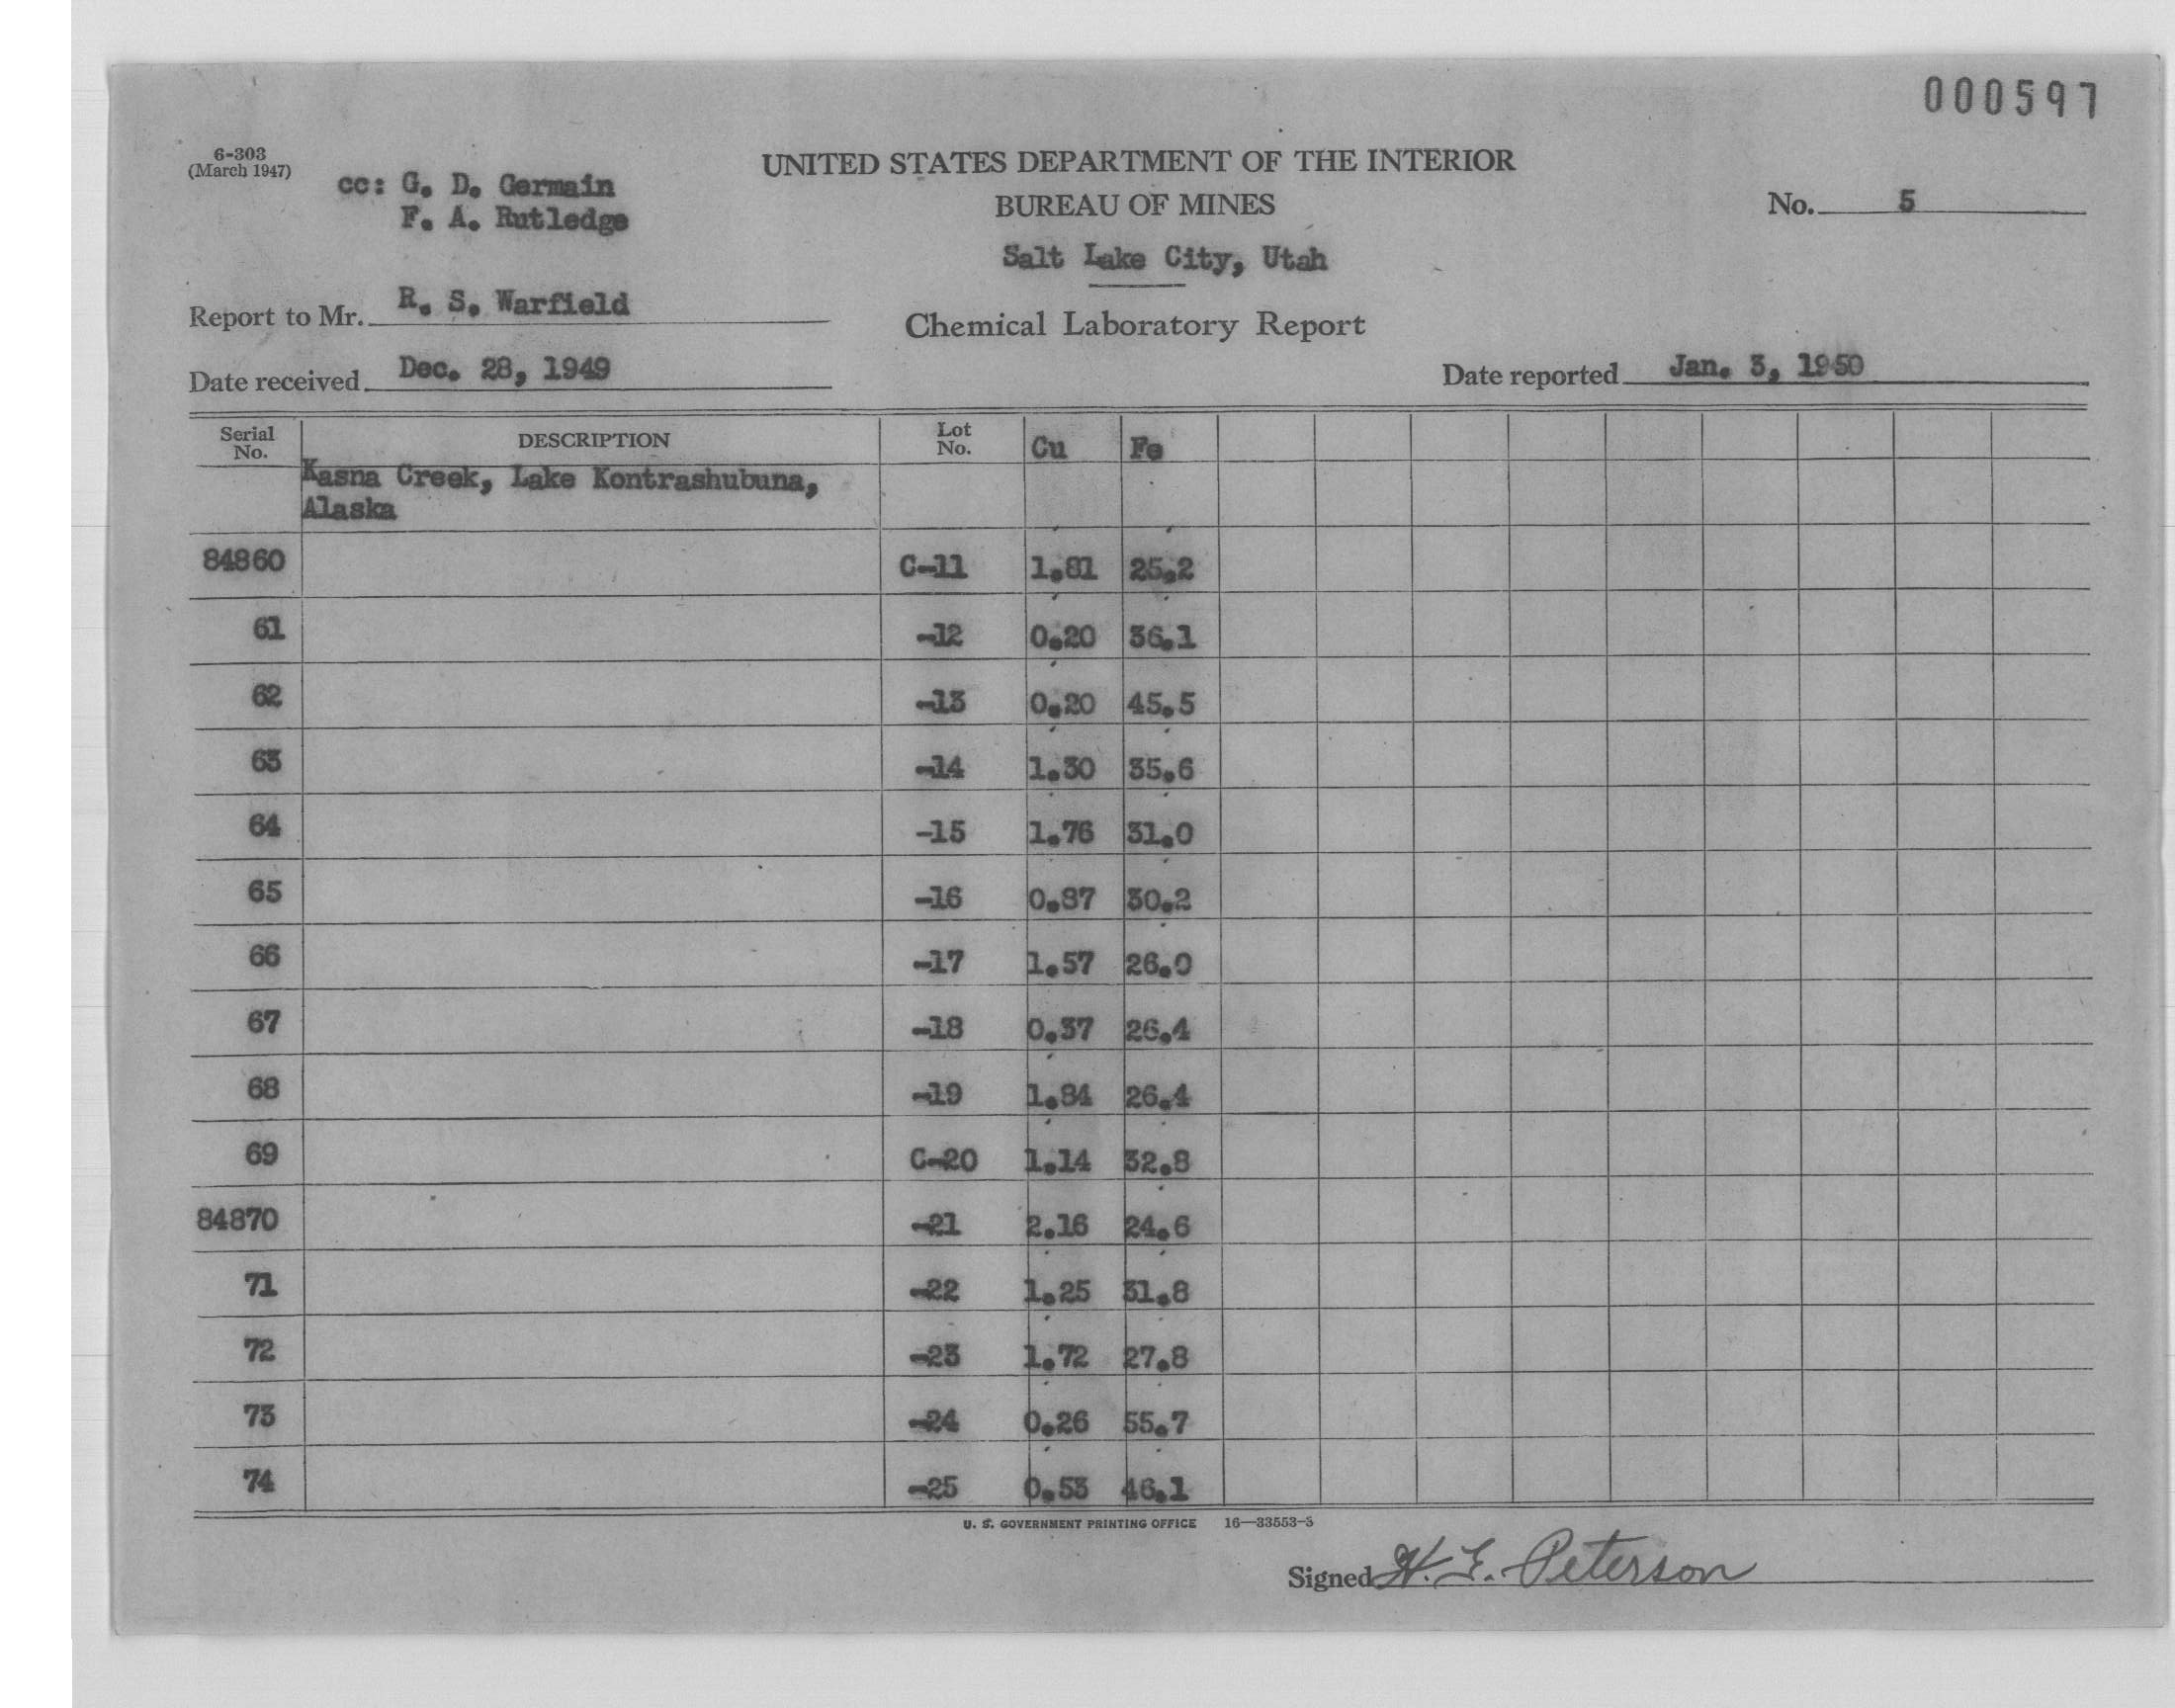 000597
6-303
(March 1947)
cc: G. D. Germain
F. A. Rutledge
UNITED STATES DEPARTMENT OF THE INTERIOR
BUREAU OF MINES
Salt Lake City, Utah
No. 5
Report to Mr. R. S. Warfield
Chemical Laboratory Report
Date received Dec. 28, 1949
Date reported Jan. 3, 1950
Serial No. DESCRIPTION Lot No. Cu Fe
Kasna Creek, Lake Kontrashubuna,
Alaska
84860 C-11 1.81 25.2
61 -12 0.20 36.1
62 -13 0.20 45.5
63 -14 1.30 35.6
64 -15 1.76 31.0
65 -16 0.87 30.2
66 -17 1.57 26.0
67 -18 0.37 26.4
68 -19 1.84 26.4
69 C-20 1.14 32.8
84870 -21 2.16 24.6
71 -22 1.25 31.8
72 -23 1.72 27.8
73 -24 0.26 55.7
74 -25 0.53 46.1
U. S. GOVERNMENT PRINTING OFFICE 16—33553-3
Signed H. E. Peterson